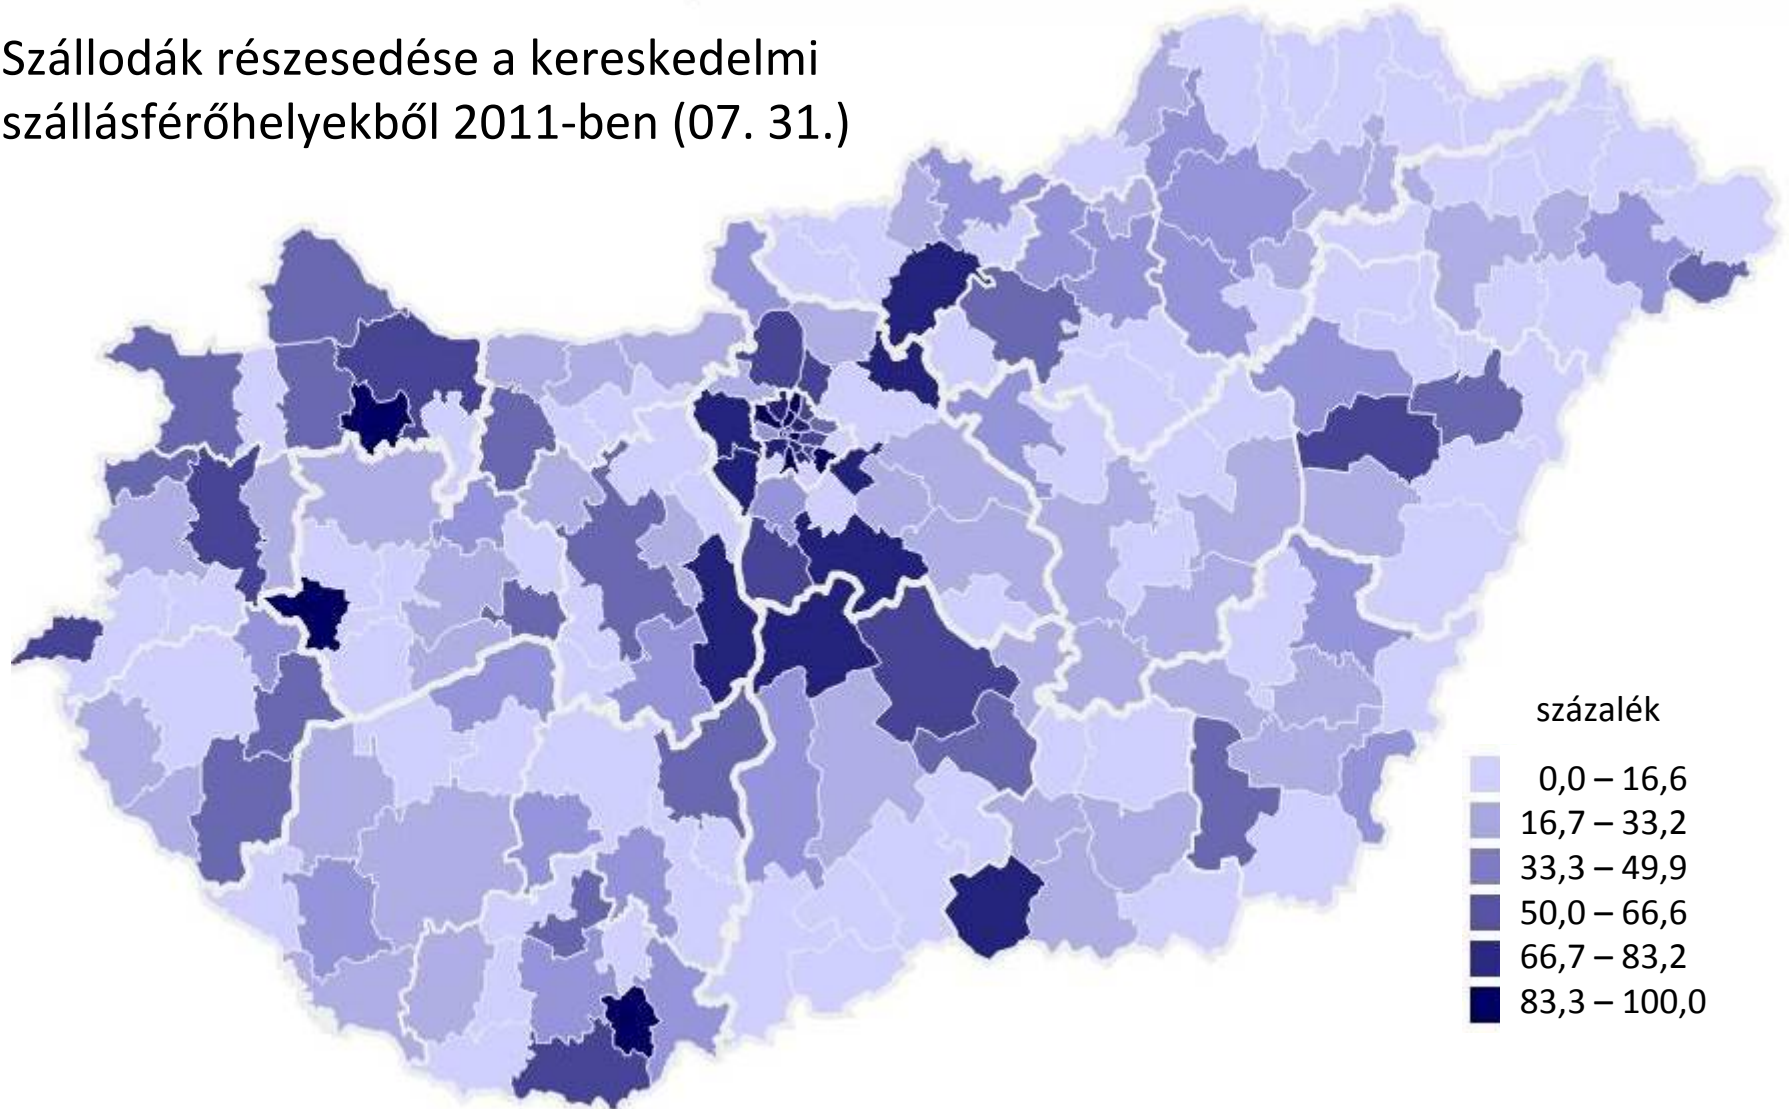 Szállodák részesedése a kereskedelmi
szállásférőhelyekből 2011-ben (07. 31.)
százalék
0,0 – 16,6
16,7 – 33,2
33,3 – 49,9
50,0 – 66,6
66,7 – 83,2
83,3 – 100,0